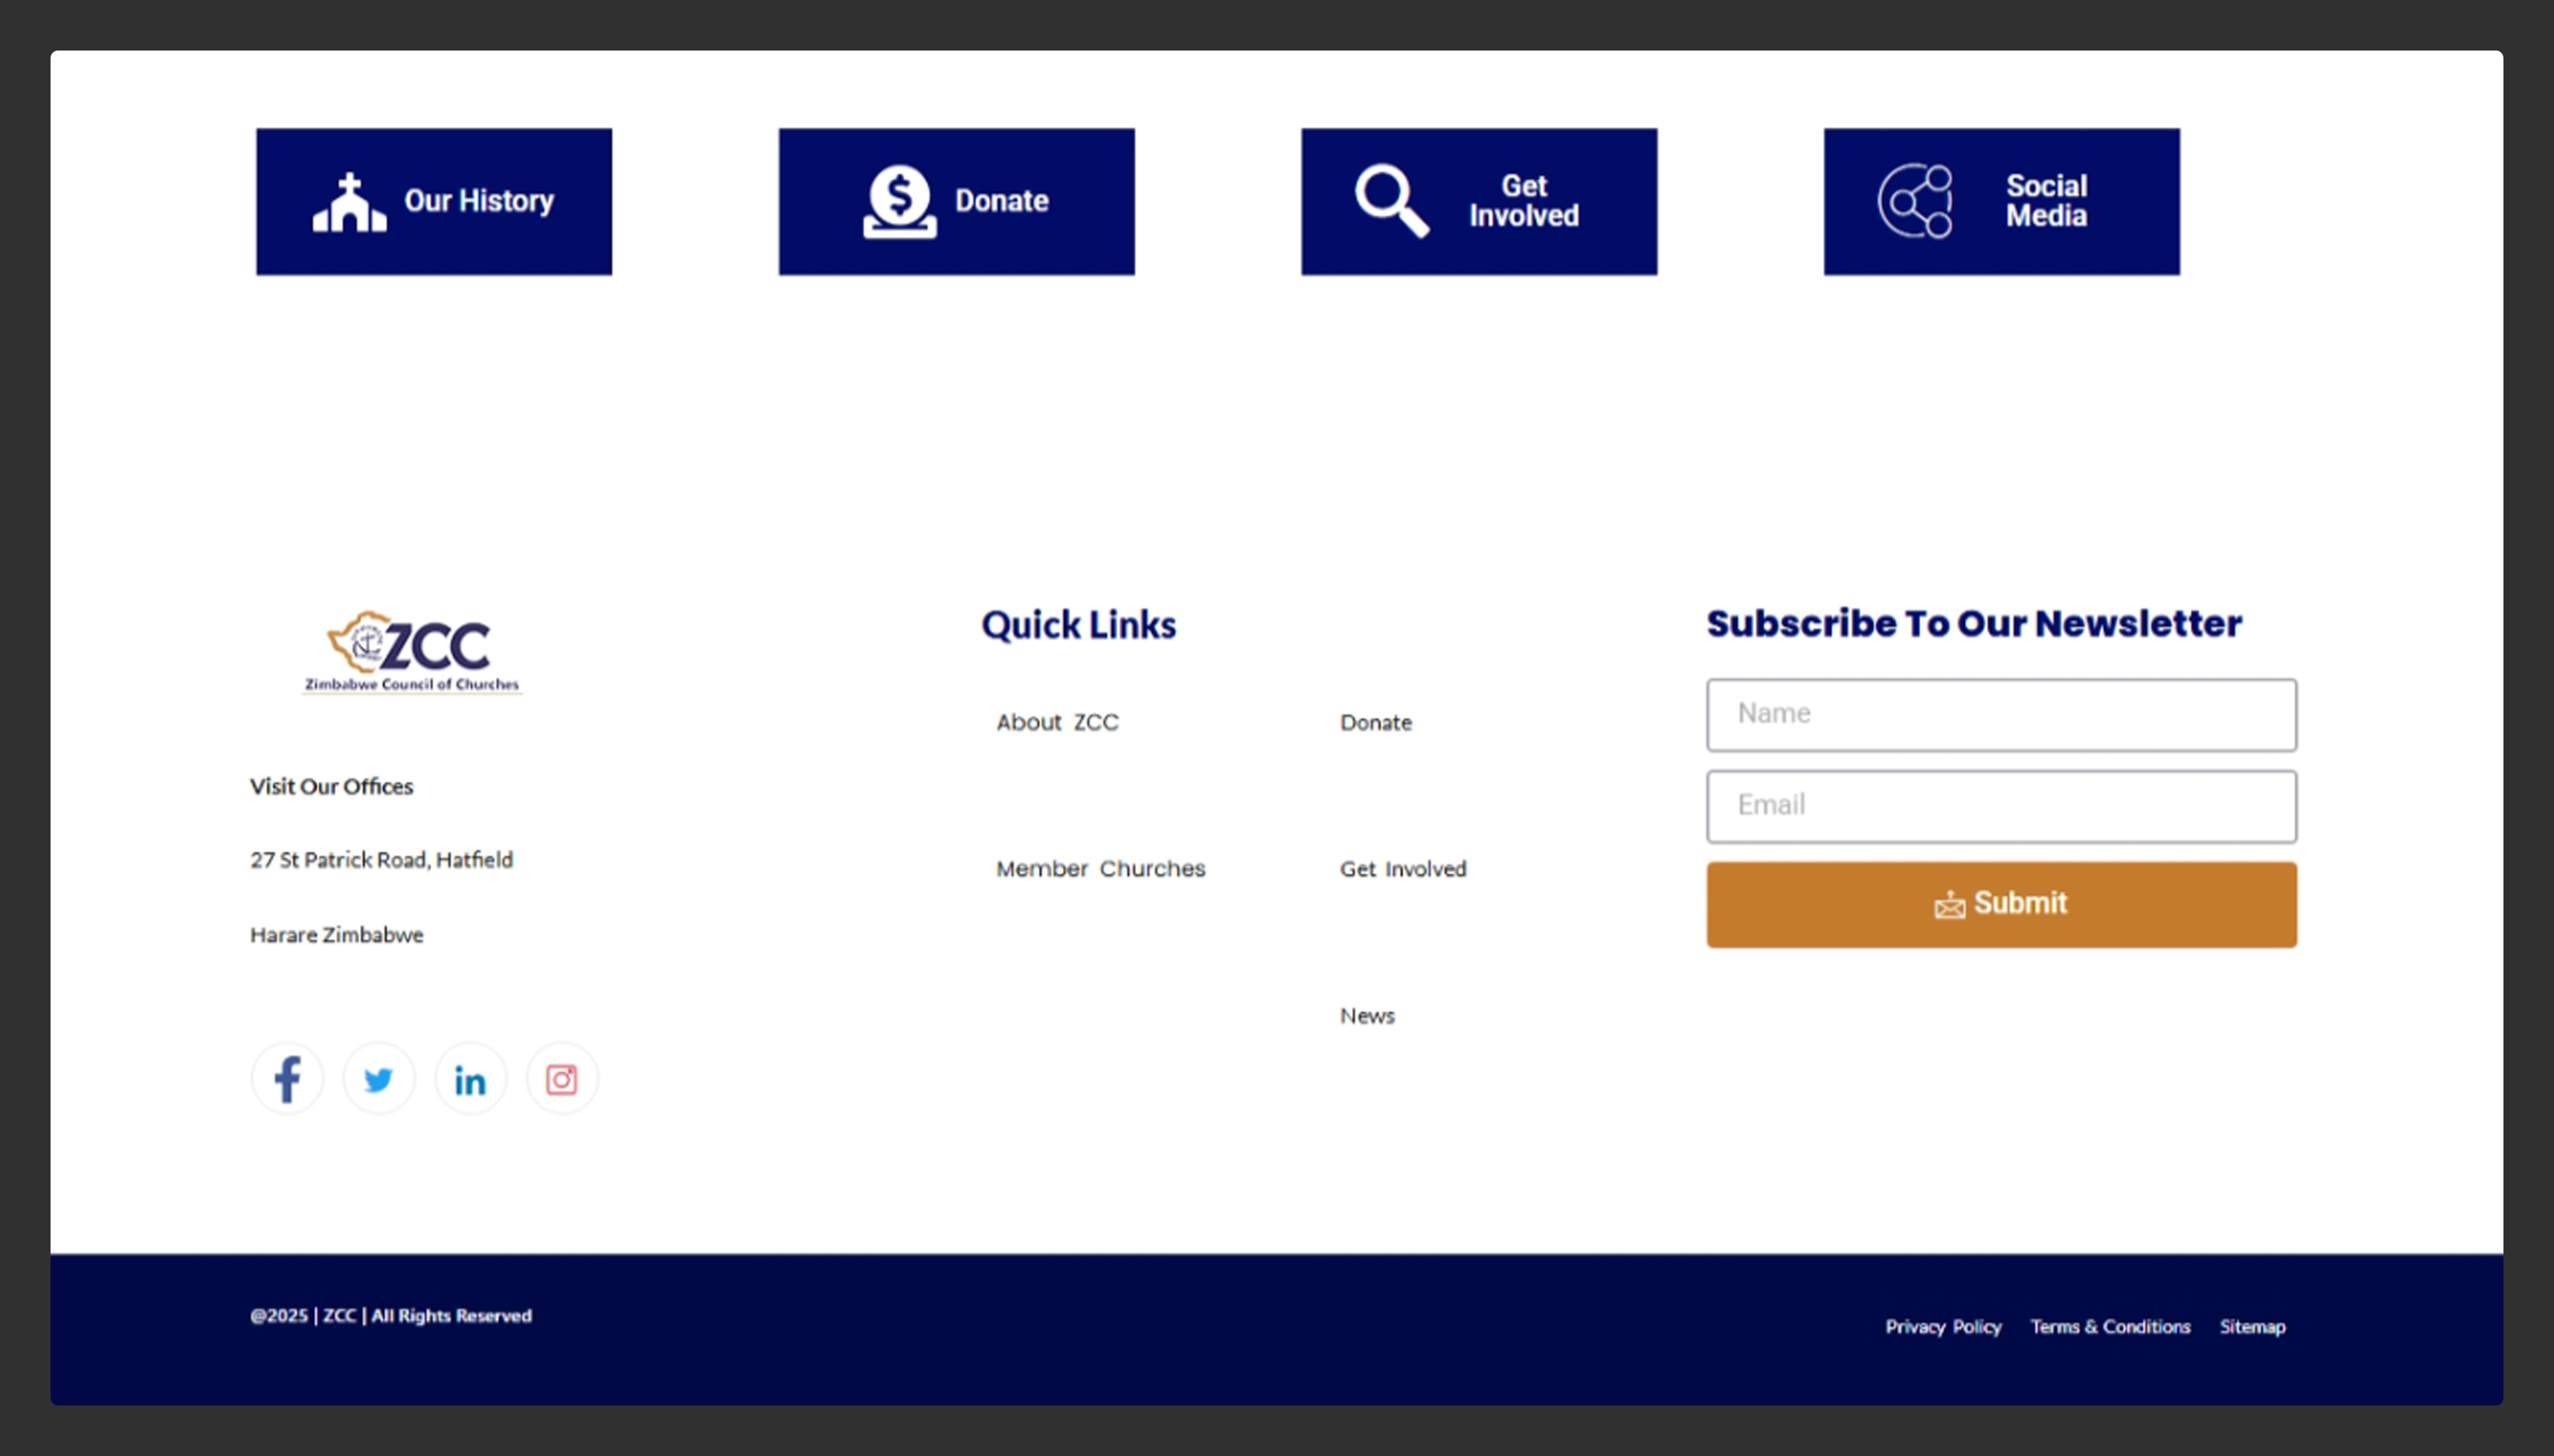 Our History
Donate
Get
Involved
Social
Media
ZCC
Zimbabwe Council of Churches
Visit Our Offices
27 St Patrick Road, Hatfield
Harare Zimbabwe
Quick Links
About ZCC
Member Churches
Donate
Get Involved
News
Subscribe To Our Newsletter
Name
Email
Submit
@2025 | ZCC | All Rights Reserved
Privacy Policy
Terms & Conditions
Sitemap